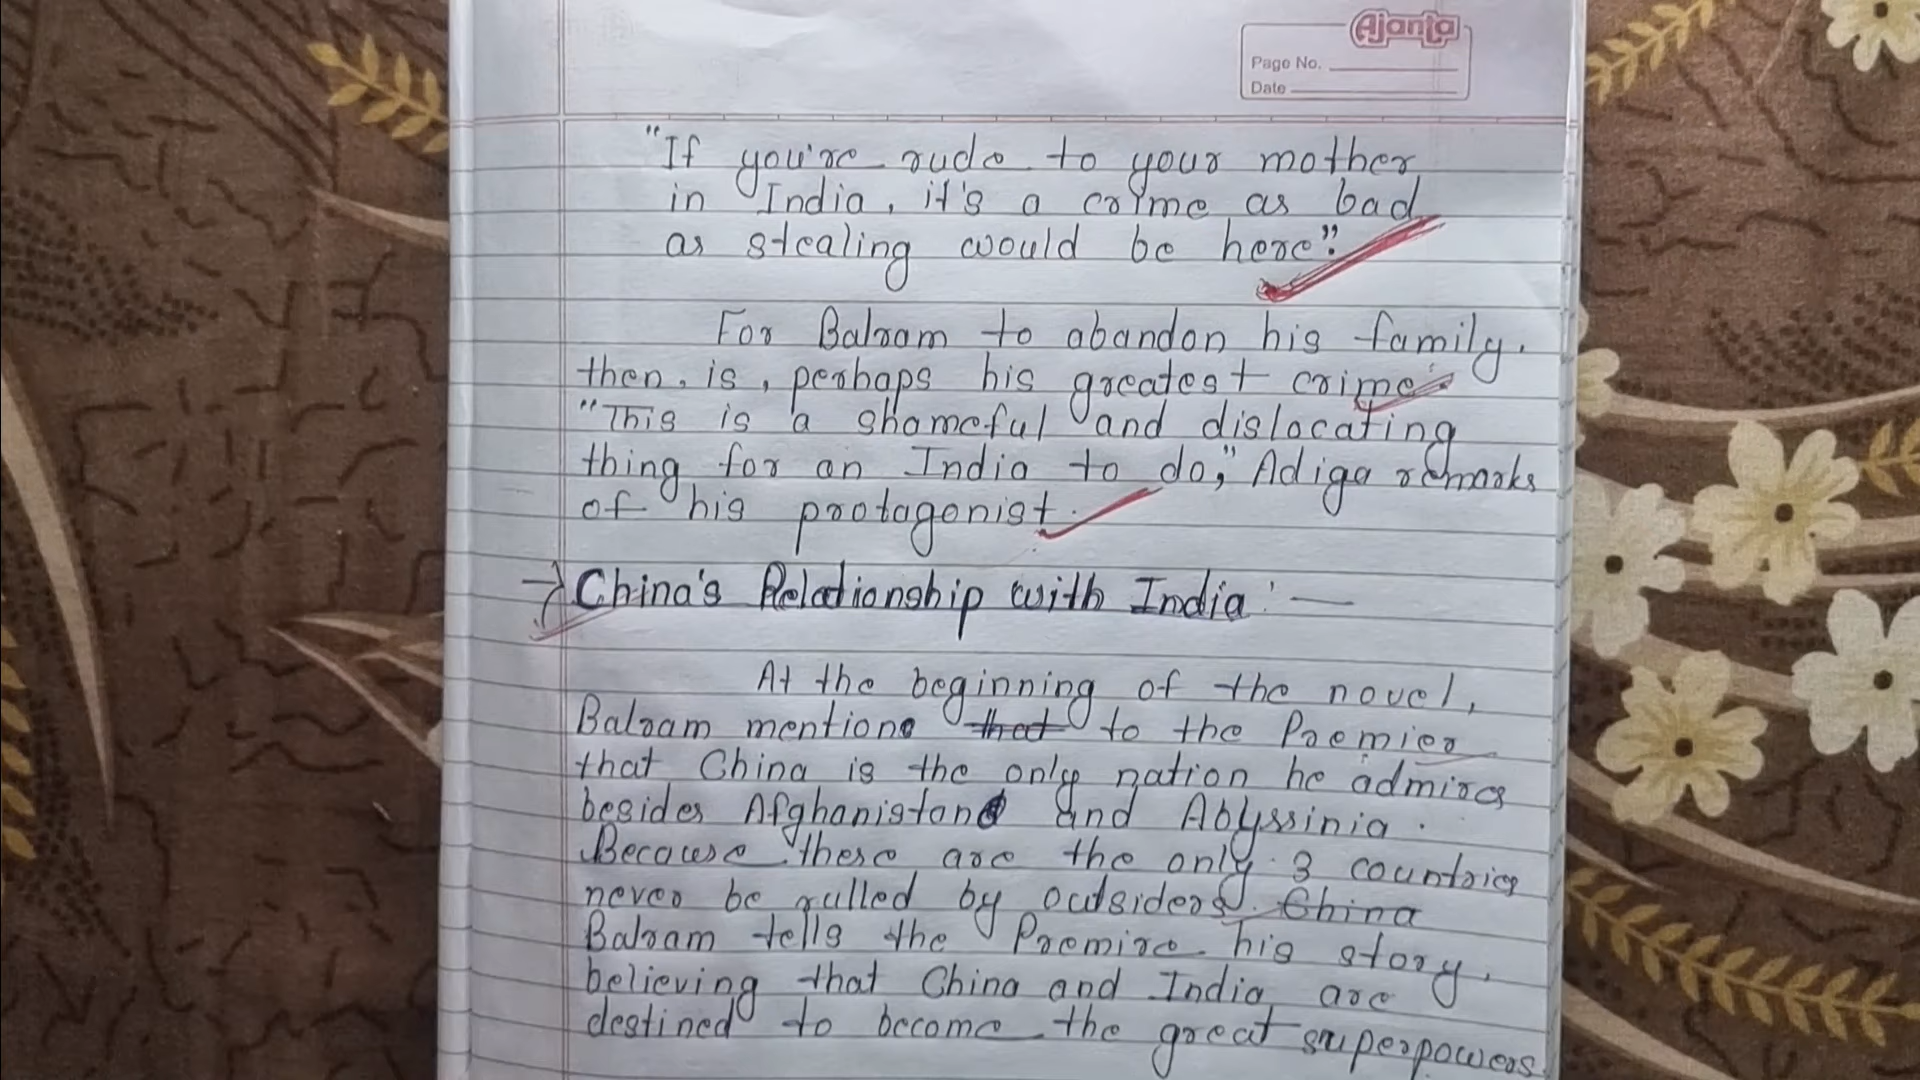 Ajanta
Page No.
Date
"If you're rude to your mother
in India, it's a crime as bad
as stealing would be here".
For Balram to abandon his family,
then, is, perhaps his greatest crime.
"This is a shameful and dislocating
thing for an India to do," Adiga remarks
of his protagonist.
→ China's Relationship with India :—
At the beginning of the novel,
Balram mentions that to the Premier
that China is the only nation he admires
besides Afghanistan and Abyssinia.
Because these are the only 3 countries
never be rulled by outsiders. China
Balram tells the Premire his story,
believing that China and India are
destined to become the great superpowers